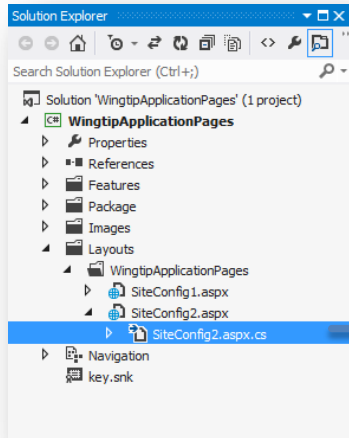 Solution Explorer
Search Solution Explorer (Ctrl+;)
Solution 'WingtipApplicationPages' (1 project)
C# WingtipApplicationPages
Properties
References
Features
Package
Images
Layouts
WingtipApplicationPages
SiteConfig1.aspx
SiteConfig2.aspx
SiteConfig2.aspx.cs
Navigation
key.snk